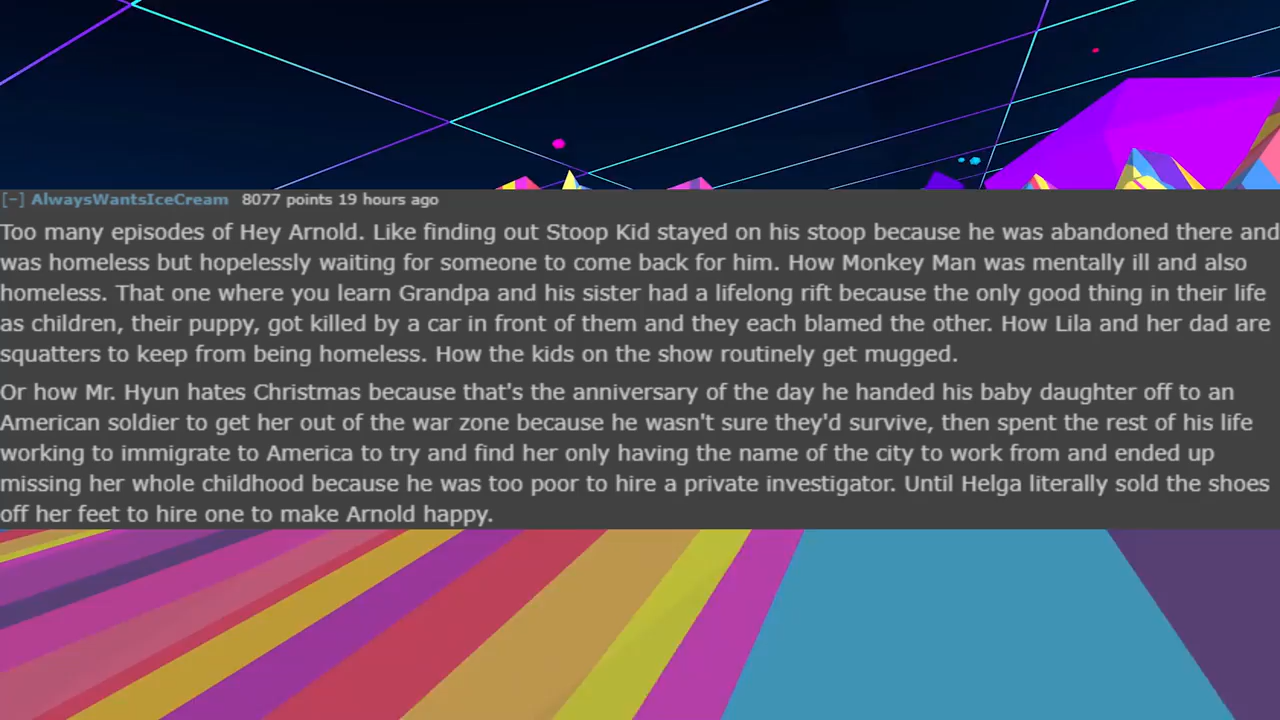 [-] AlwaysWantsIceCream 8077 points 19 hours ago
Too many episodes of Hey Arnold. Like finding out Stoop Kid stayed on his stoop because he was abandoned there and
was homeless but hopelessly waiting for someone to come back for him. How Monkey Man was mentally ill and also
homeless. That one where you learn Grandpa and his sister had a lifelong rift because the only good thing in their life
as children, their puppy, got killed by a car in front of them and they each blamed the other. How Lila and her dad are
squatters to keep from being homeless. How the kids on the show routinely get mugged.
Or how Mr. Hyun hates Christmas because that's the anniversary of the day he handed his baby daughter off to an
American soldier to get her out of the war zone because he wasn't sure they'd survive, then spent the rest of his life
working to immigrate to America to try and find her only having the name of the city to work from and ended up
missing her whole childhood because he was too poor to hire a private investigator. Until Helga literally sold the shoes
off her feet to hire one to make Arnold happy.